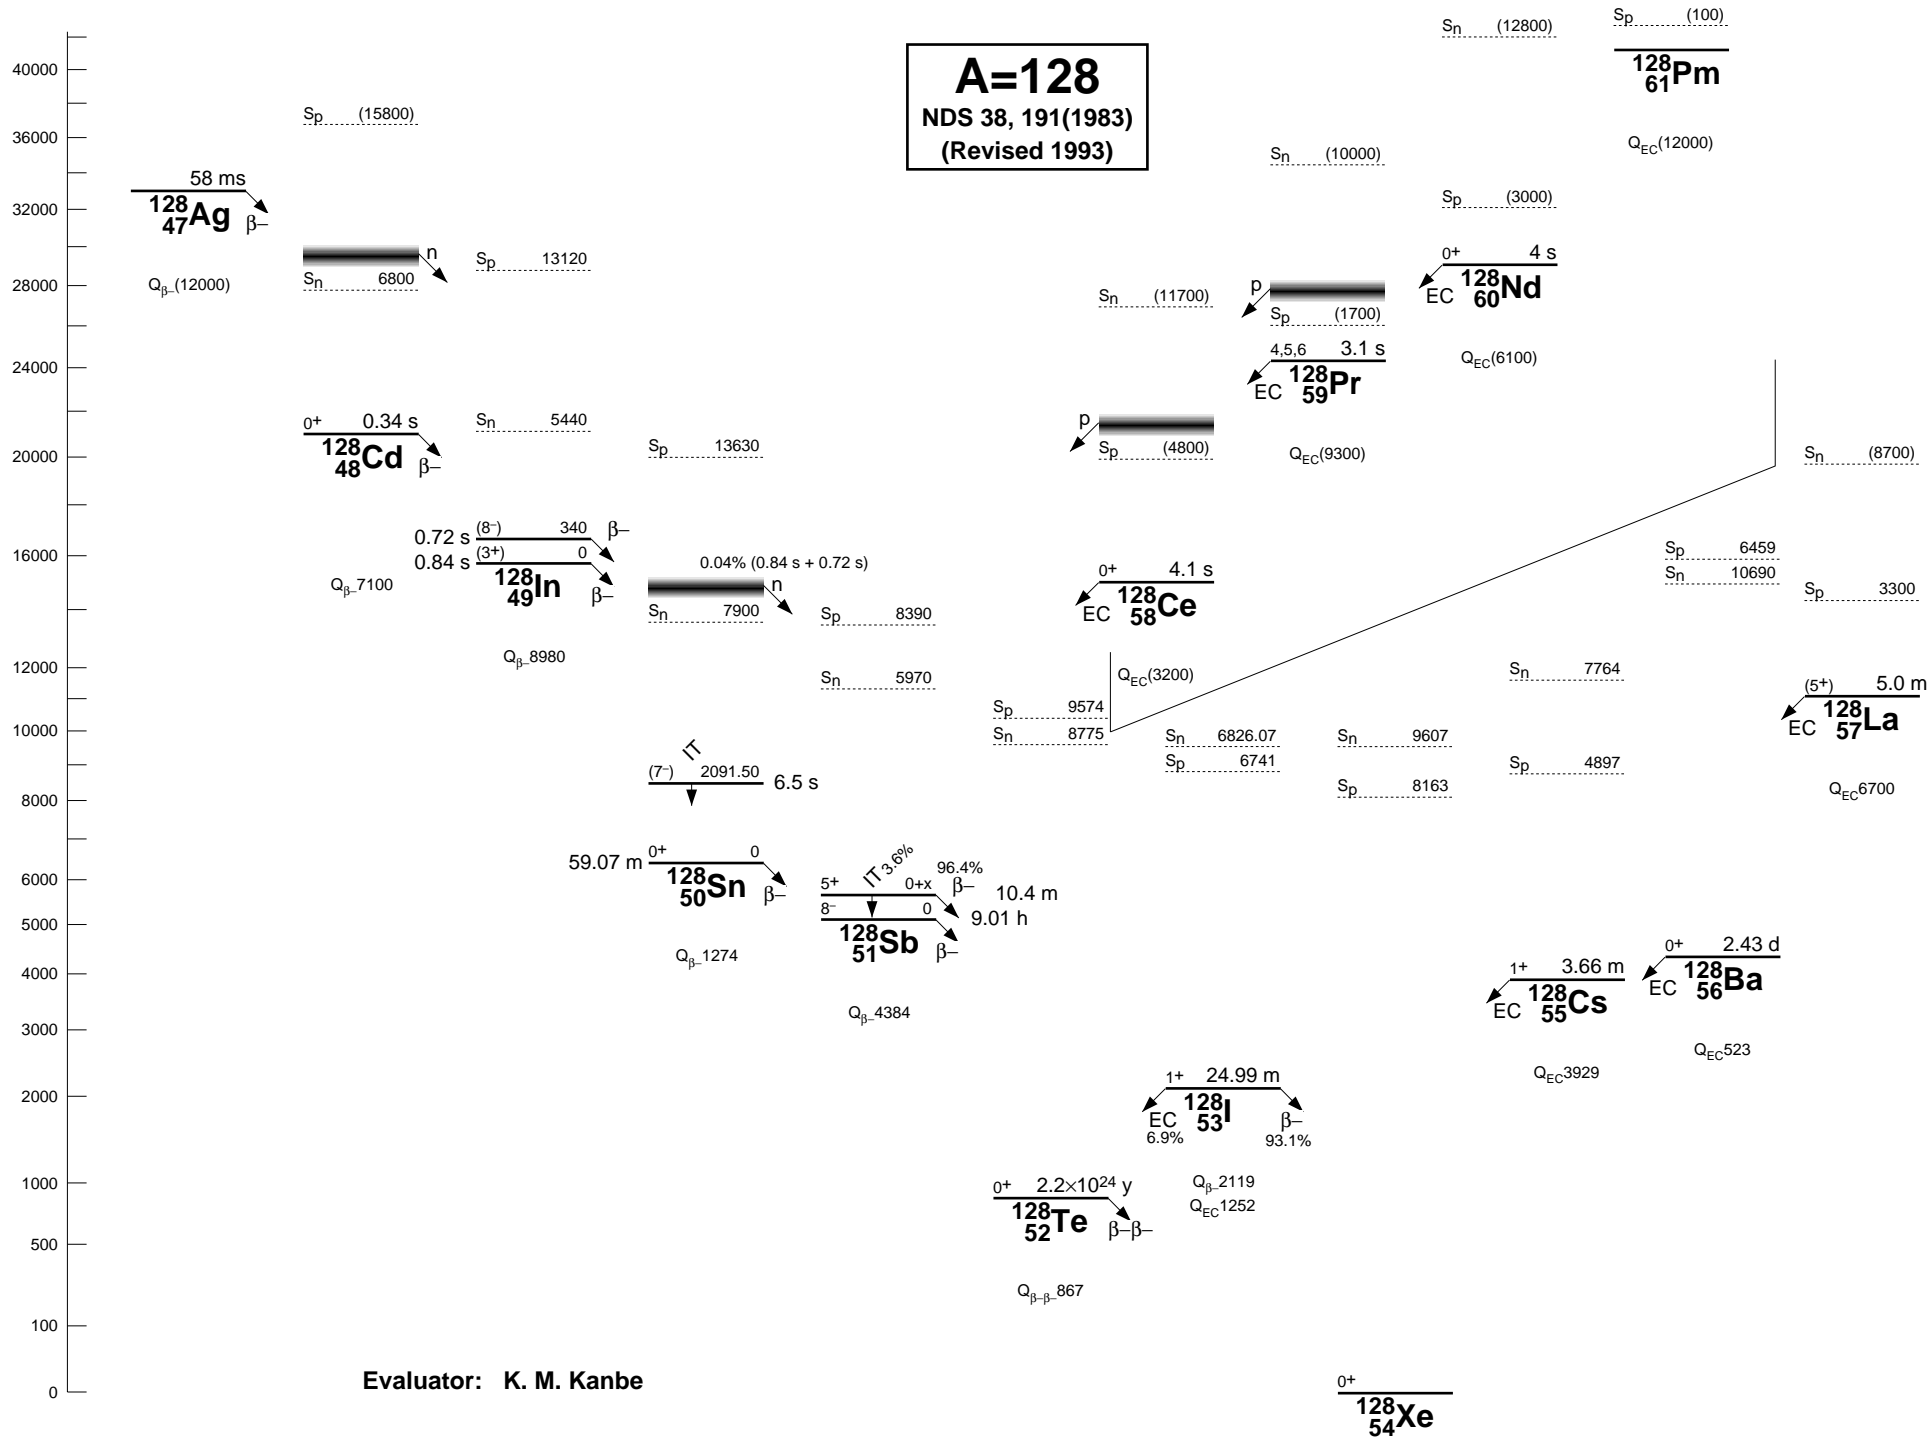 A=128
NDS 38, 191(1983)
(Revised 1993)
40000
36000
32000
28000
24000
20000
16000
12000
10000
8000
6000
5000
4000
3000
2000
1000
500
100
0
58 ms
128 47Ag β–
Qβ–(12000)
Sp (15800)
n
Sn 6800
0+ 0.34 s
128 48Cd β–
Qβ–7100
Sp 13120
Sn 5440
0.72 s (8–) 340 β–
0.84 s (3+) 0
128 49In β–
Qβ–8980
Sp 13630
0.04% (0.84 s + 0.72 s)
n
Sn 7900
IT
(7–) 2091.50 6.5 s
59.07 m 0+ 0
128 50Sn β–
Qβ–1274
Sp 8390
Sn 5970
IT 3.6% 96.4%
5+ 0+x β– 10.4 m
8– 0 9.01 h
128 51Sb β–
Qβ–4384
Sp 9574
Sn 8775
0+ 2.2×10²⁴ y
128 52Te β–β–
Qβ–β–867
Sn 6826.07
Sp 6741
1+ 24.99 m
128 53I
EC 6.9%
β– 93.1%
Qβ–2119
QEC1252
Sn 9607
Sp 8163
0+
128 54Xe
Sn 7764
Sp 4897
1+ 3.66 m
EC 128 55Cs
QEC3929
Sp 6459
Sn 10690
0+ 2.43 d
EC 128 56Ba
QEC523
Sn (8700)
Sp 3300
(5+) 5.0 m
EC 128 57La
QEC6700
Sn (11700)
p
Sp (4800)
0+ 4.1 s
EC 128 58Ce
QEC(3200)
Sn (10000)
p
Sp (1700)
4,5,6 3.1 s
EC 128 59Pr
QEC(9300)
Sn (12800)
Sp (3000)
0+ 4 s
EC 128 60Nd
QEC(6100)
Sp (100)
128 61Pm
QEC(12000)
Evaluator: K. M. Kanbe